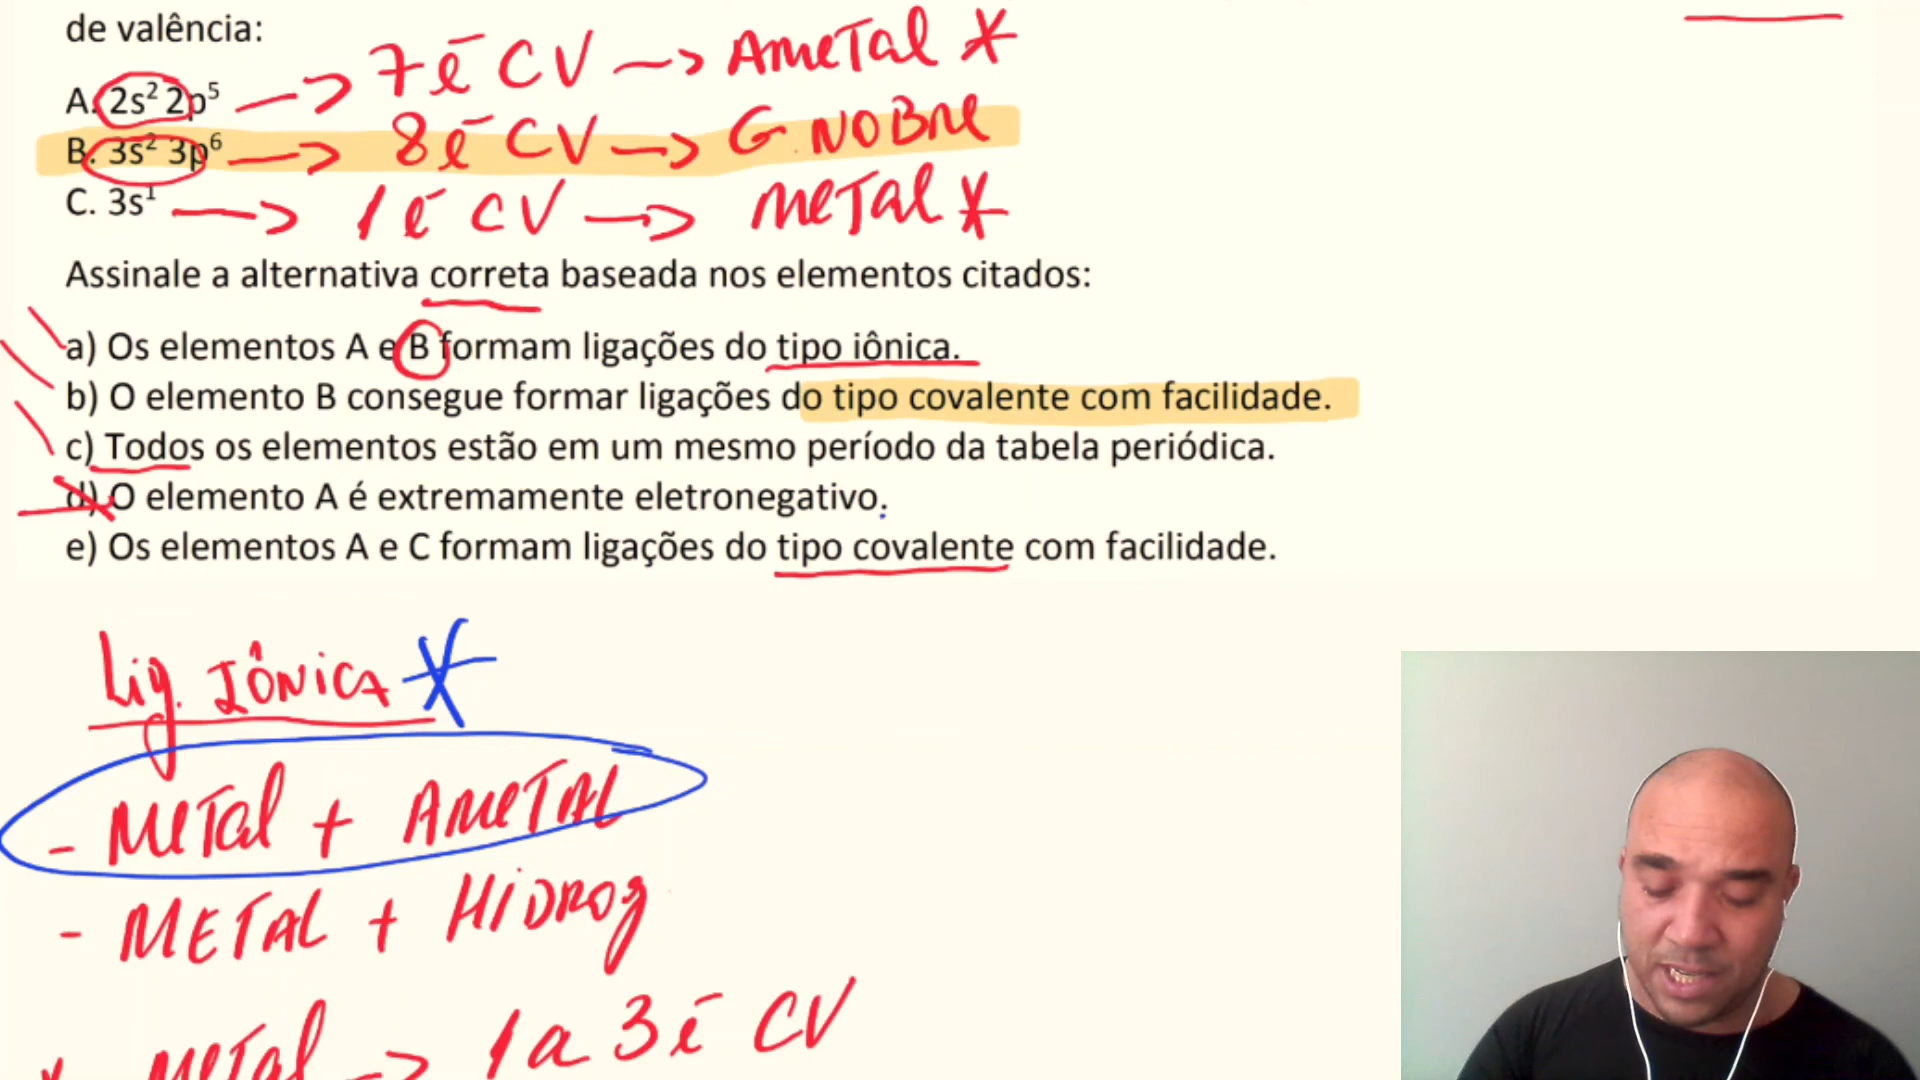 de valência:
A. 2s² 2p⁵ —> 7 ē CV —> AmeTal *
B. 3s² 3p⁶ —> 8 ē CV —> G. NOBRE
C. 3s¹ —> 1 ē CV —> meTal *
Assinale a alternativa correta baseada nos elementos citados:
a) Os elementos A e B formam ligações do tipo iônica.
b) O elemento B consegue formar ligações do tipo covalente com facilidade.
c) Todos os elementos estão em um mesmo período da tabela periódica.
d) O elemento A é extremamente eletronegativo.
e) Os elementos A e C formam ligações do tipo covalente com facilidade.
Lig. IÔNICA *
- METal + AmeTAL
- METAL + HiDROg
* meTal -> 1 a 3 ē CV